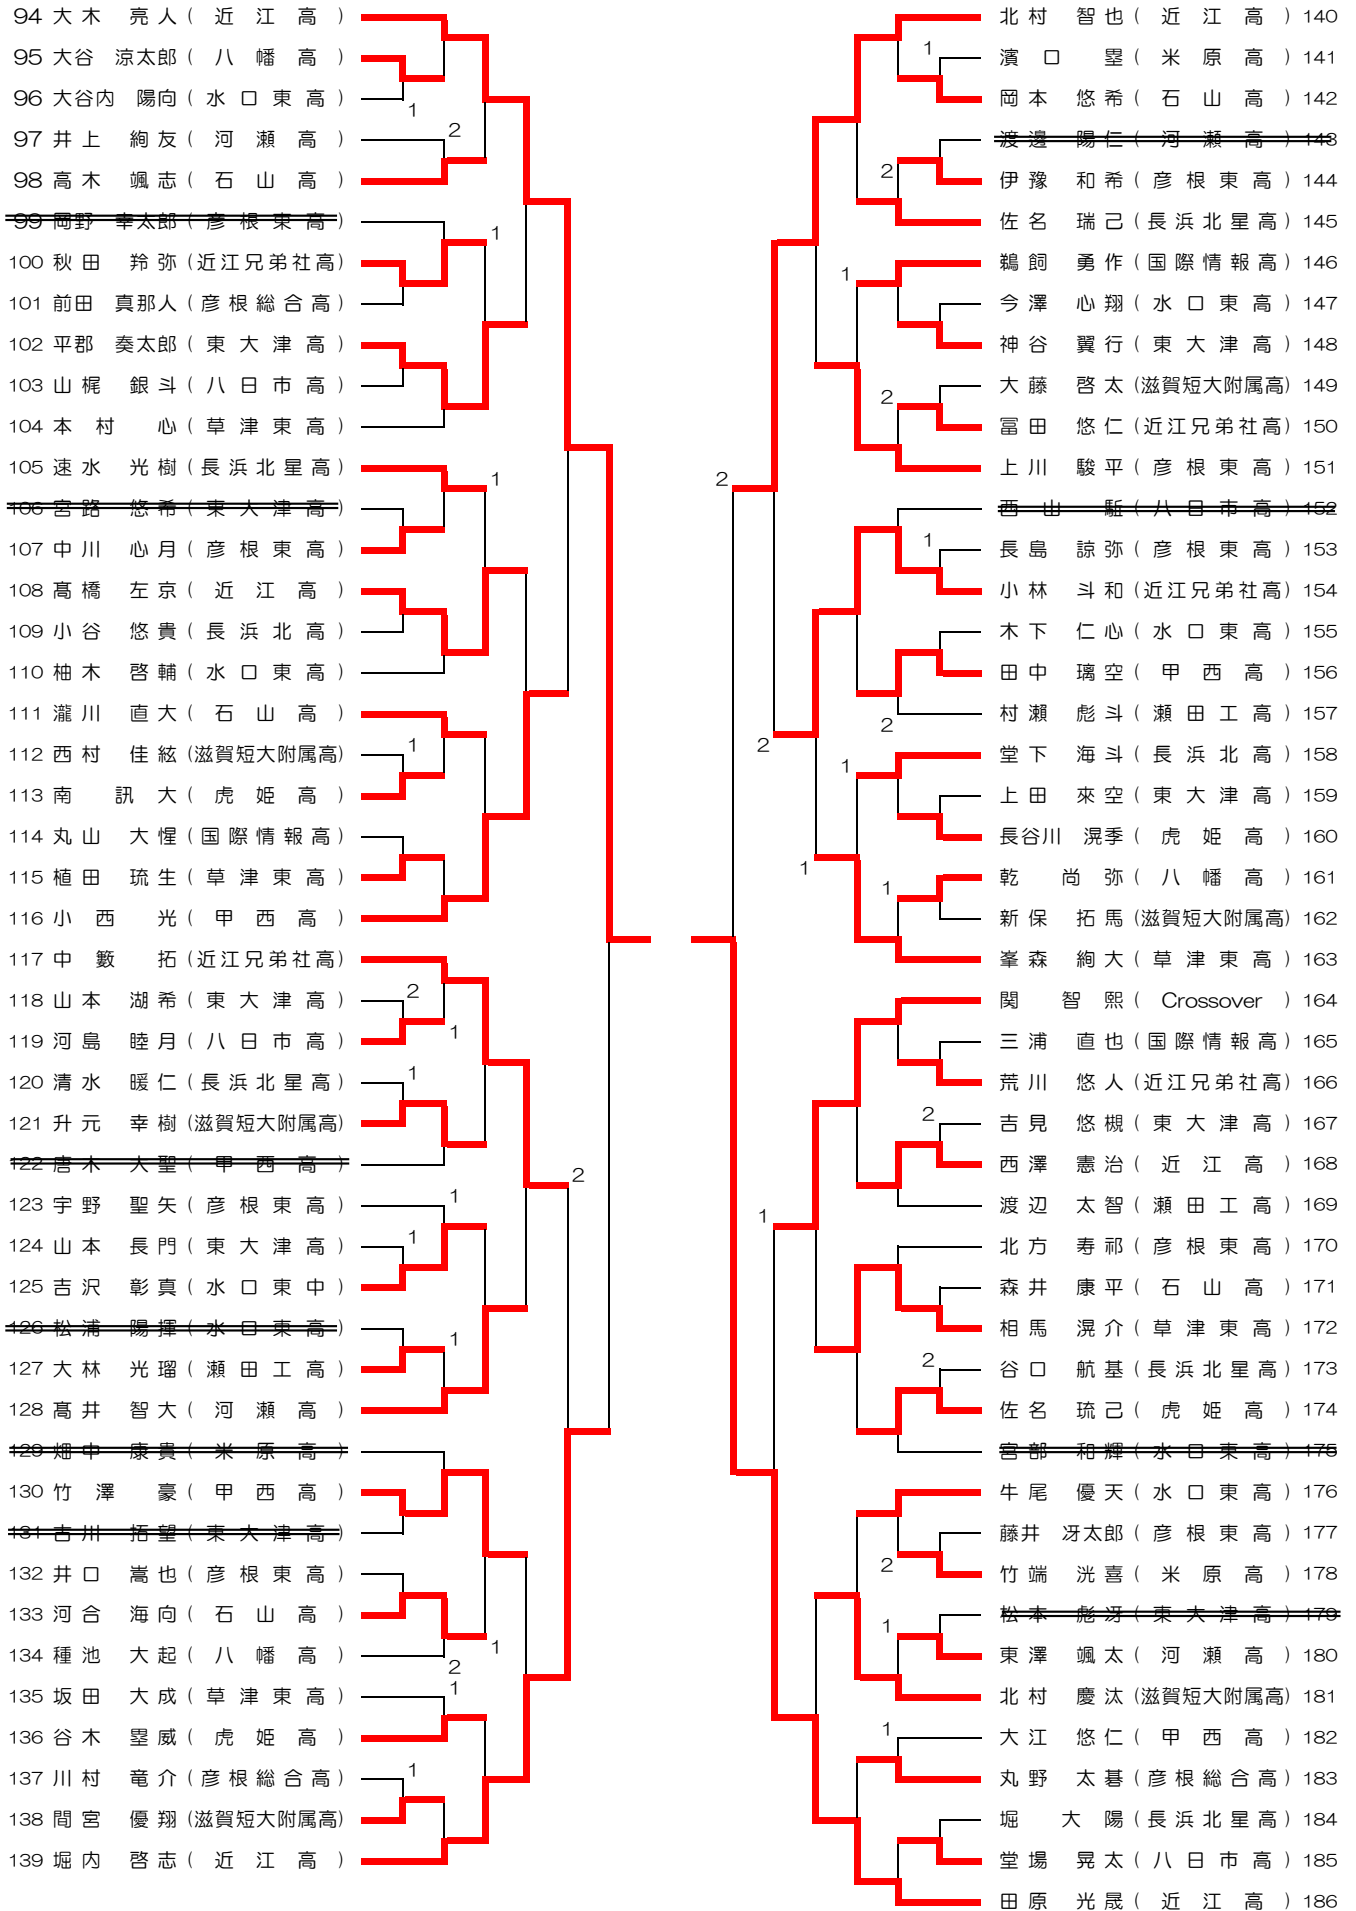 94 大木 亮人 ( 近江高 )
95 大谷 涼太郎 ( 八幡高 )
96 大谷内 陽向 ( 水口東高 )
1
97 井上 絢友 ( 河瀬高 )
2
98 高木 颯志 ( 石山高 )
99 岡野 幸太郎 ( 彦根東高 )
1
100 秋田 羚弥 (近江兄弟社高)
101 前田 真那人 ( 彦根総合高 )
102 平郡 奏太郎 ( 東大津高 )
103 山梶 銀斗 ( 八日市高 )
104 本村 心 ( 草津東高 )
105 速水 光樹 ( 長浜北星高 )
1
106 宮路 悠希 ( 東大津高 )
107 中川 心月 ( 彦根東高 )
108 髙橋 左京 ( 近江高 )
109 小谷 悠貴 ( 長浜北高 )
110 柚木 啓輔 ( 水口東高 )
111 瀧川 直大 ( 石山高 )
112 西村 佳絃 (滋賀短大附属高)
1
113 南 訊大 ( 虎姫高 )
114 丸山 大惺 ( 国際情報高 )
115 植田 琉生 ( 草津東高 )
116 小西 光 ( 甲西高 )
117 中籔 拓 (近江兄弟社高)
118 山本 湖希 ( 東大津高 )
2
119 河島 睦月 ( 八日市高 )
1
120 清水 暖仁 ( 長浜北星高 )
1
121 升元 幸樹 (滋賀短大附属高)
122 唐木 大聖 ( 甲西高 )
2
123 宇野 聖矢 ( 彦根東高 )
1
124 山本 長門 ( 東大津高 )
1
125 吉沢 彰真 ( 水口東中 )
126 松浦 陽揮 ( 水口東高 )
1
127 大林 光瑠 ( 瀬田工高 )
128 髙井 智大 ( 河瀬高 )
129 畑中 康貴 ( 米原高 )
130 竹澤 豪 ( 甲西高 )
131 古川 拓望 ( 東大津高 )
132 井口 嵩也 ( 彦根東高 )
133 河合 海向 ( 石山高 )
1
134 種池 大起 ( 八幡高 )
2
135 坂田 大成 ( 草津東高 )
1
136 谷木 塁威 ( 虎姫高 )
137 川村 竜介 ( 彦根総合高 )
1
138 間宮 優翔 (滋賀短大附属高)
139 堀内 啓志 ( 近江高 )
北村 智也 ( 近江高 ) 140
1
濱口 塁 ( 米原高 ) 141
岡本 悠希 ( 石山高 ) 142
渡邊 陽仁 ( 河瀬高 ) 143
2
伊豫 和希 ( 彦根東高 ) 144
佐名 瑞己 ( 長浜北星高 ) 145
1
鵜飼 勇作 ( 国際情報高 ) 146
今澤 心翔 ( 水口東高 ) 147
神谷 翼行 ( 東大津高 ) 148
大藤 啓太 (滋賀短大附属高) 149
2
冨田 悠仁 (近江兄弟社高) 150
上川 駿平 ( 彦根東高 ) 151
2
西山 駈 ( 八日市高 ) 152
1
長島 諒弥 ( 彦根東高 ) 153
小林 斗和 (近江兄弟社高) 154
木下 仁心 ( 水口東高 ) 155
田中 璃空 ( 甲西高 ) 156
村瀬 彪斗 ( 瀬田工高 ) 157
2
2
1
堂下 海斗 ( 長浜北高 ) 158
上田 來空 ( 東大津高 ) 159
長谷川 滉季 ( 虎姫高 ) 160
1
1
乾 尚弥 ( 八幡高 ) 161
新保 拓馬 (滋賀短大附属高) 162
峯森 絢大 ( 草津東高 ) 163
関 智熙 ( Crossover ) 164
三浦 直也 ( 国際情報高 ) 165
荒川 悠人 (近江兄弟社高) 166
2
吉見 悠槻 ( 東大津高 ) 167
西澤 憲治 ( 近江高 ) 168
渡辺 太智 ( 瀬田工高 ) 169
1
北方 寿祁 ( 彦根東高 ) 170
森井 康平 ( 石山高 ) 171
相馬 滉介 ( 草津東高 ) 172
2
谷口 航基 ( 長浜北星高 ) 173
佐名 琉己 ( 虎姫高 ) 174
宮部 和輝 ( 水口東高 ) 175
牛尾 優天 ( 水口東高 ) 176
藤井 冴太郎 ( 彦根東高 ) 177
2
竹端 洸喜 ( 米原高 ) 178
松本 彪冴 ( 東大津高 ) 179
1
東澤 颯太 ( 河瀬高 ) 180
北村 慶汰 (滋賀短大附属高) 181
1
大江 悠仁 ( 甲西高 ) 182
丸野 太碁 ( 彦根総合高 ) 183
堀 大陽 ( 長浜北星高 ) 184
堂場 晃太 ( 八日市高 ) 185
田原 光晟 ( 近江高 ) 186